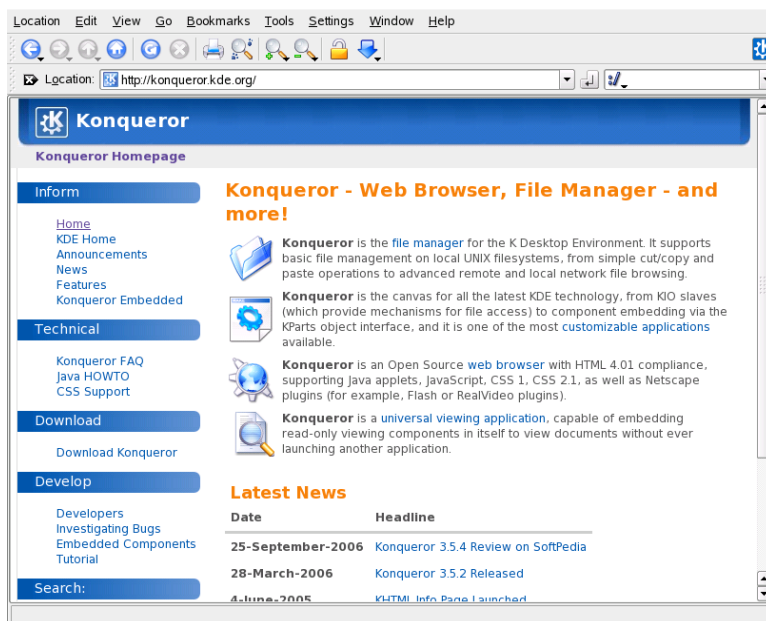 Location Edit View Go Bookmarks Tools Settings Window Help
Location: http://konqueror.kde.org/
Konqueror
Konqueror Homepage
Inform
Home
KDE Home
Announcements
News
Features
Konqueror Embedded
Technical
Konqueror FAQ
Java HOWTO
CSS Support
Download
Download Konqueror
Develop
Developers
Investigating Bugs
Embedded Components
Tutorial
Search:
Konqueror - Web Browser, File Manager - and
more!
Konqueror is the file manager for the K Desktop Environment. It supports
basic file management on local UNIX filesystems, from simple cut/copy and
paste operations to advanced remote and local network file browsing.
Konqueror is the canvas for all the latest KDE technology, from KIO slaves
(which provide mechanisms for file access) to component embedding via the
KParts object interface, and it is one of the most customizable applications
available.
Konqueror is an Open Source web browser with HTML 4.01 compliance,
supporting Java applets, JavaScript, CSS 1, CSS 2.1, as well as Netscape
plugins (for example, Flash or RealVideo plugins).
Konqueror is a universal viewing application, capable of embedding
read-only viewing components in itself to view documents without ever
launching another application.
Latest News
Date Headline
25-September-2006 Konqueror 3.5.4 Review on SoftPedia
28-March-2006 Konqueror 3.5.2 Released
4-June-2005 KHTML Info Page Launched